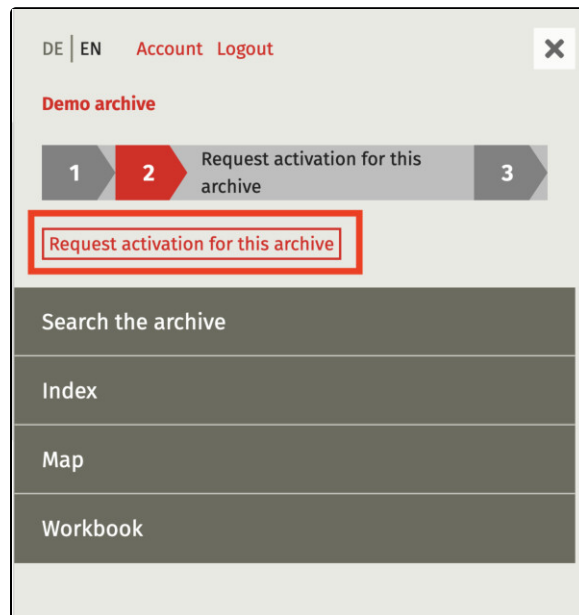 DE | EN Account Logout
Demo archive
1 2 Request activation for this
archive 3
Request activation for this archive
Search the archive
Index
Map
Workbook